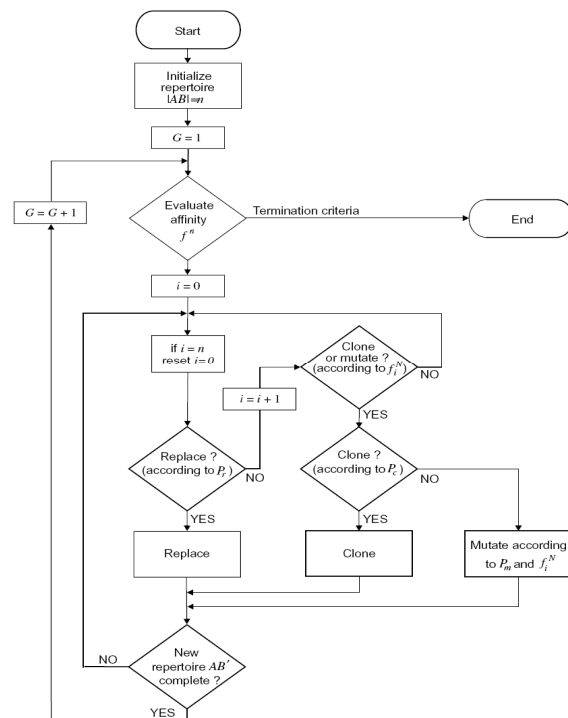 Start
Initialize
repertoire
|AB|=n
G = 1
G = G + 1
Evaluate
affinity
f^n
Termination criteria
End
i = 0
if i = n
reset i=0
Clone
or mutate ?
(according to f_i^N)
NO
i = i + 1
YES
Replace ?
(according to P_r)
NO
Clone ?
(according to P_c)
NO
YES
YES
Replace
Clone
Mutate according
to P_m and f_i^N
New
repertoire AB'
complete ?
NO
YES